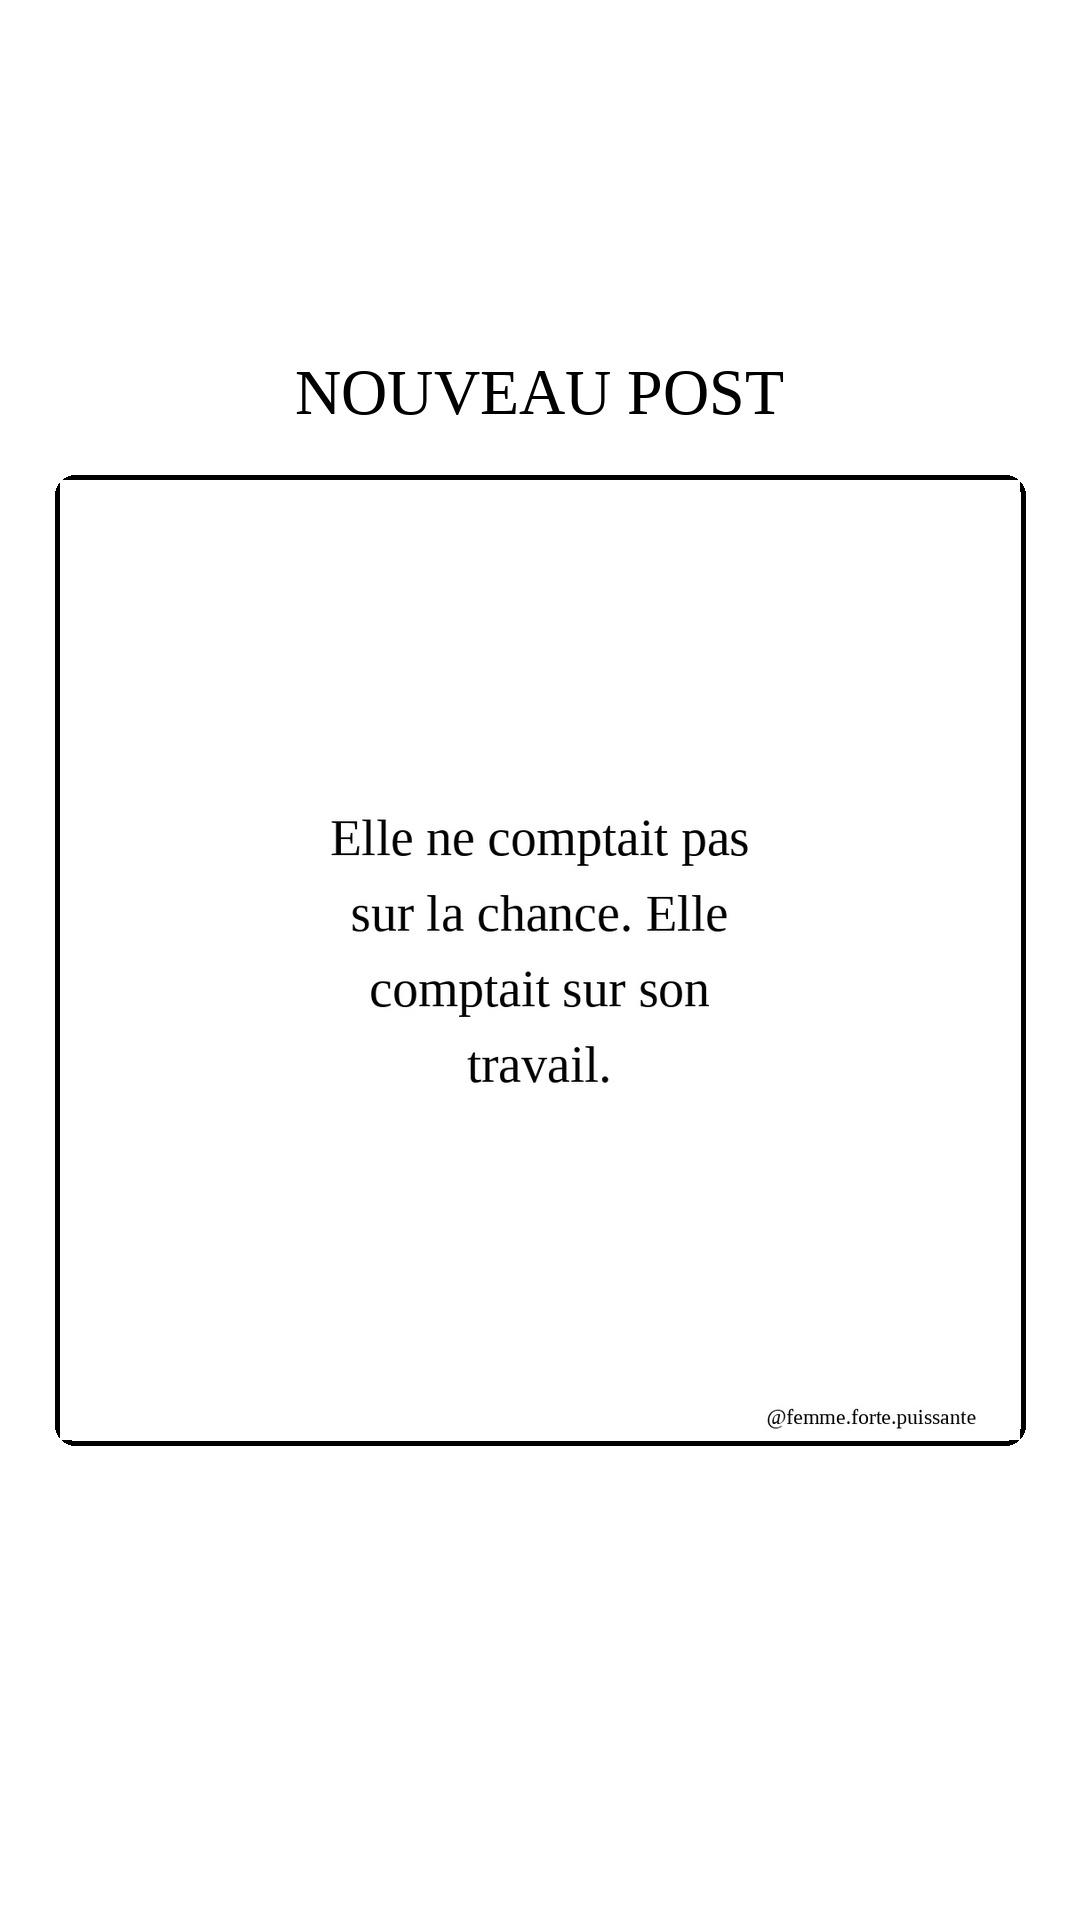 NOUVEAU POST
Elle ne comptait pas
sur la chance. Elle
comptait sur son
travail.
@femme.forte.puissante